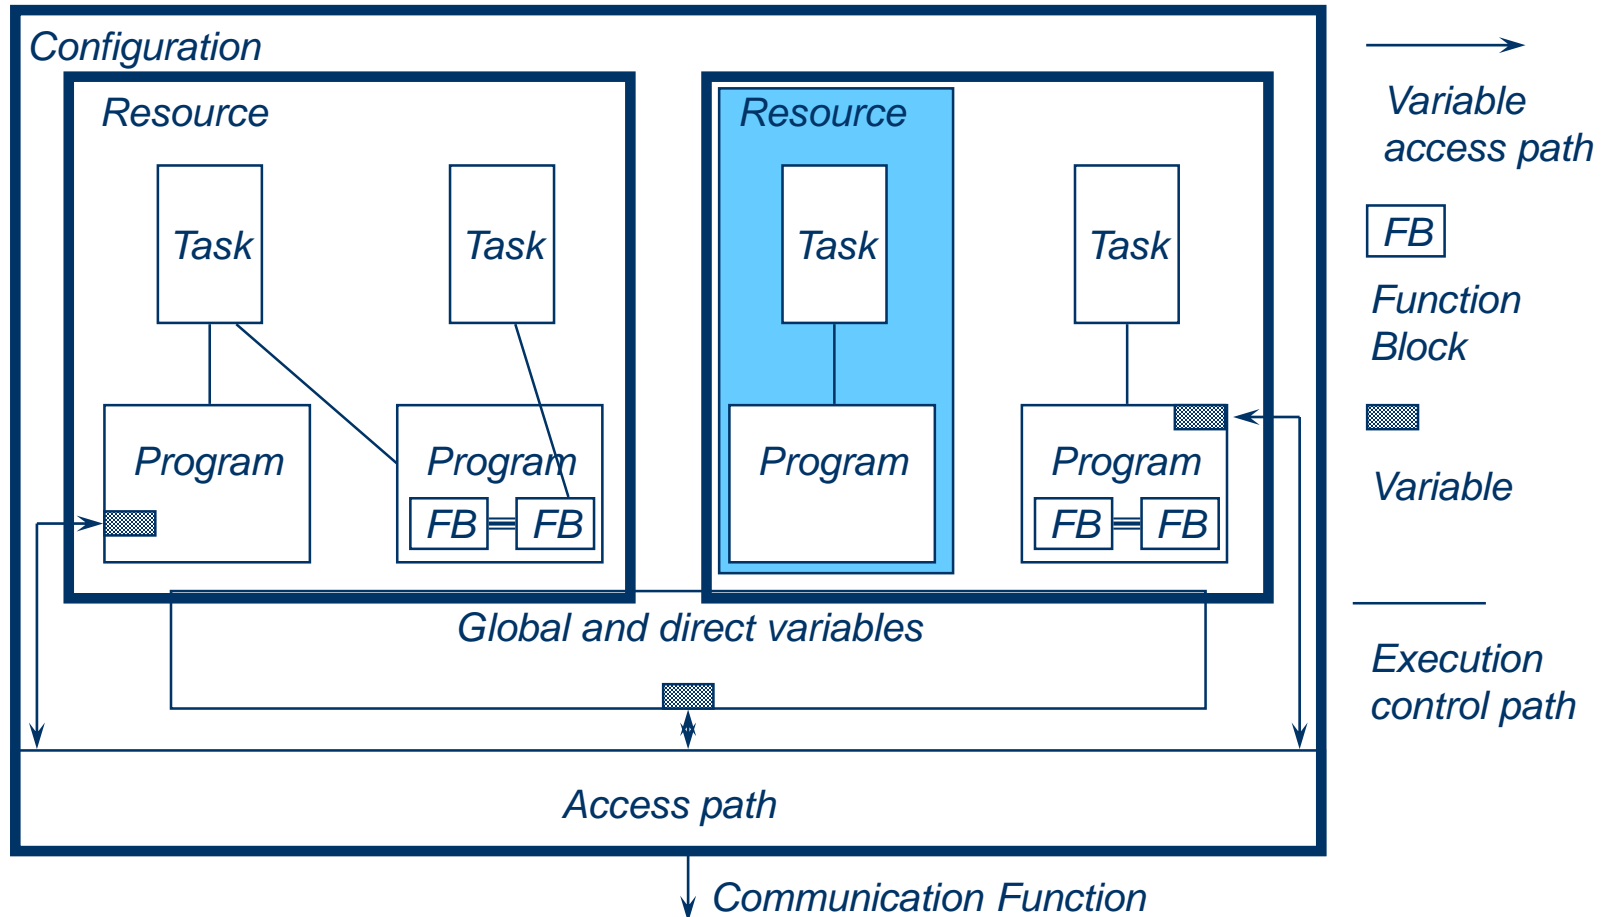 Configuration
Resource
Resource
Task
Task
Task
Task
Program
Program
Program
Program
FB
FB
FB
FB
Global and direct variables
Access path
Communication Function
Variable
access path
FB
Function
Block
Variable
Execution
control path